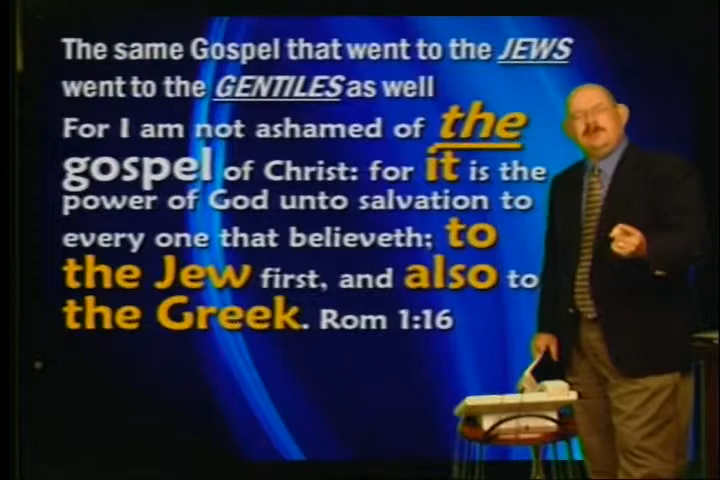 The same Gospel that went to the JEWS
went to the GENTILES as well
For I am not ashamed of the
gospel of Christ: for it is the
power of God unto salvation to
every one that believeth; to
the Jew first, and also to
the Greek. Rom 1:16